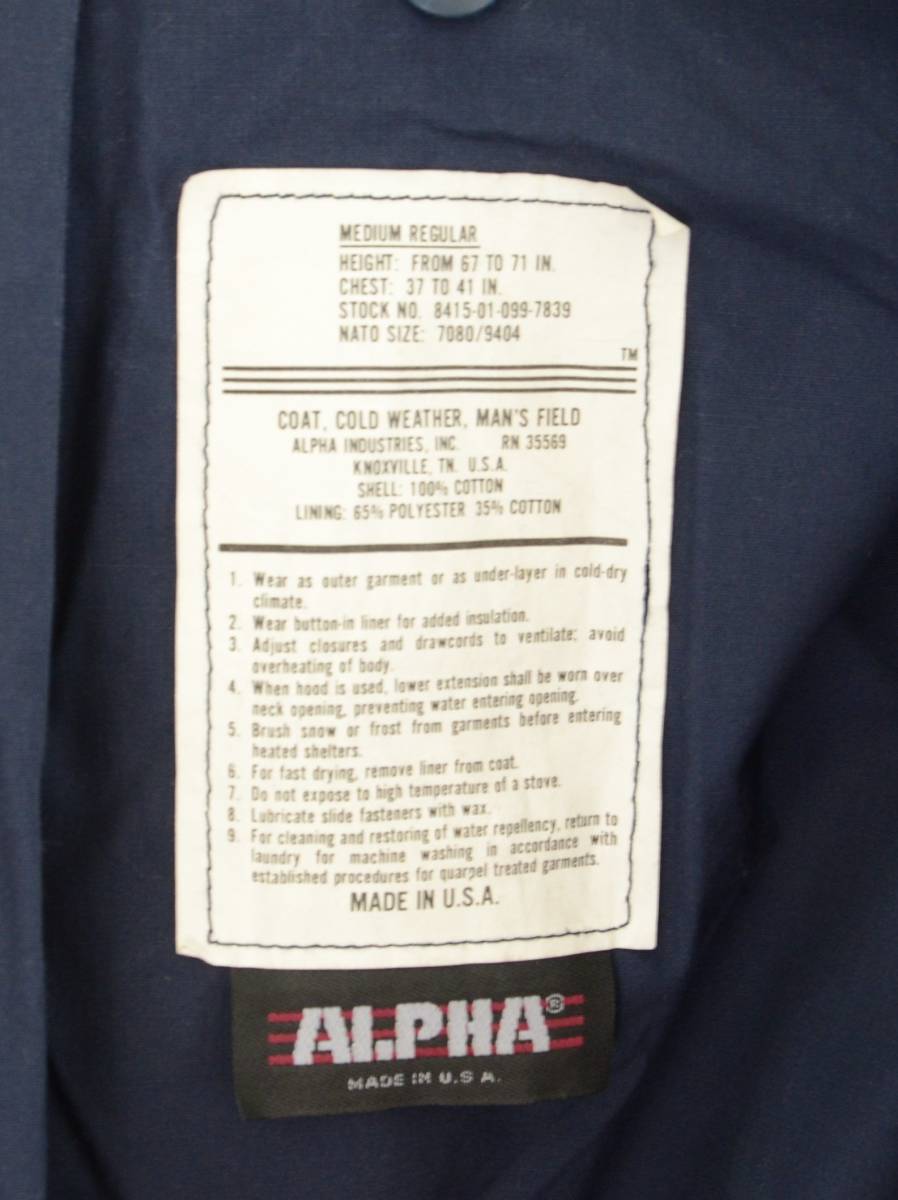 MEDIUM REGULAR
HEIGHT: FROM 67 TO 71 IN.
CHEST: 37 TO 41 IN.
STOCK NO. 8415-01-099-7839
NATO SIZE: 7080/9404
TM
COAT, COLD WEATHER, MAN'S FIELD
ALPHA INDUSTRIES, INC. RN 35569
KNOXVILLE, TN. U.S.A.
SHELL: 100% COTTON
LINING: 65% POLYESTER 35% COTTON
1. Wear as outer garment or as under-layer in cold-dry
climate.
2. Wear button-in liner for added insulation.
3. Adjust closures and drawcords to ventilate; avoid
overheating of body.
4. When hood is used, lower extension shall be worn over
neck opening, preventing water entering opening.
5. Brush snow or frost from garments before entering
heated shelters.
6. For fast drying, remove liner from coat.
7. Do not expose to high temperature of a stove.
8. Lubricate slide fasteners with wax.
9. For cleaning and restoring of water repellency, return to
laundry for machine washing in accordance with
established procedures for quarpel treated garments.
MADE IN U.S.A.
ALPHA®
MADE IN U.S A.